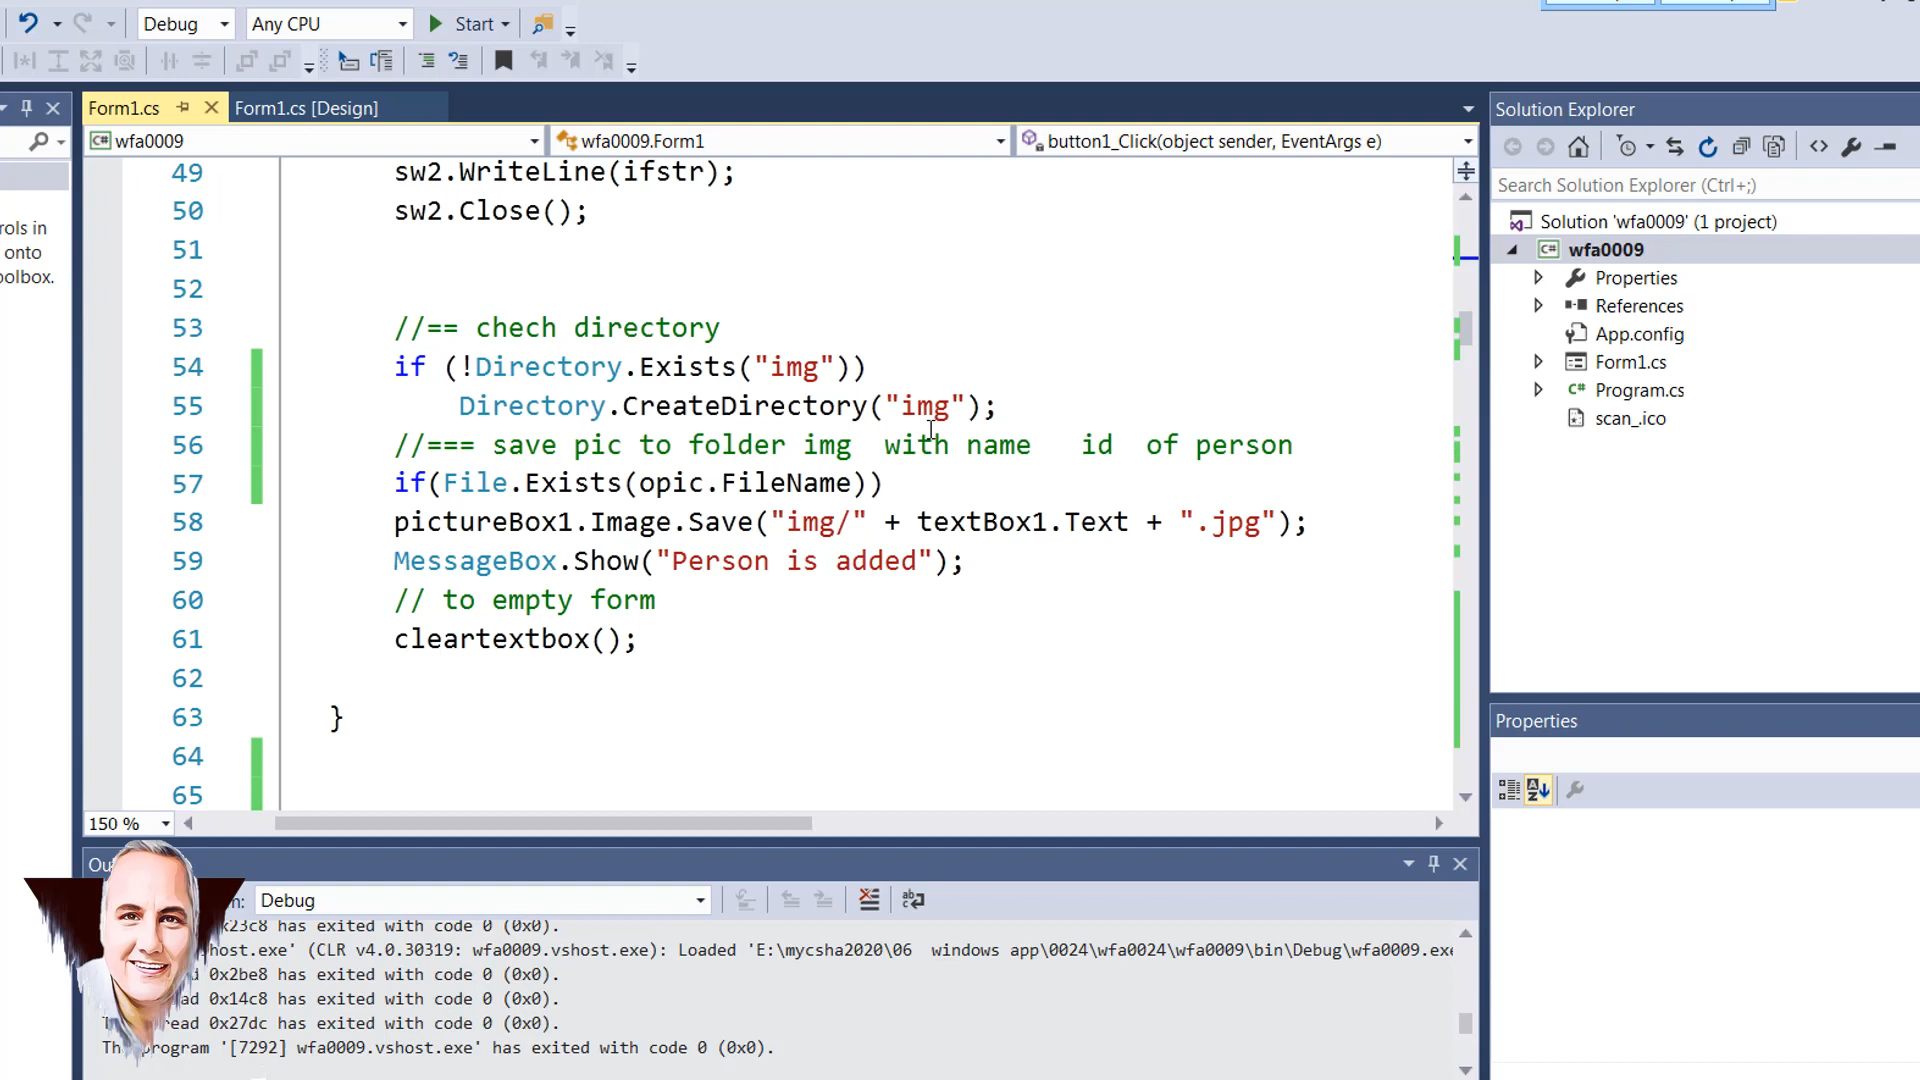 Debug Any CPU Start
Form1.cs Form1.cs [Design]
wfa0009 wfa0009.Form1 button1_Click(object sender, EventArgs e)
rols in
onto
oolbox.
49 sw2.WriteLine(ifstr);
50 sw2.Close();
51
52
53 //== chech directory
54 if (!Directory.Exists("img"))
55 Directory.CreateDirectory("img");
56 //=== save pic to folder img with name id of person
57 if(File.Exists(opic.FileName))
58 pictureBox1.Image.Save("img/" + textBox1.Text + ".jpg");
59 MessageBox.Show("Person is added");
60 // to empty form
61 cleartextbox();
62
63 }
64
65
150 %
Solution Explorer
Search Solution Explorer (Ctrl+;)
Solution 'wfa0009' (1 project)
C# wfa0009
Properties
References
App.config
Form1.cs
C# Program.cs
scan_.ico
Properties
Debug
0x23c8 has exited with code 0 (0x0).
host.exe' (CLR v4.0.30319: wfa0009.vshost.exe): Loaded 'E:\mycsha2020\06 windows app\0024\wfa0024\wfa0009\bin\Debug\wfa0009.exe
0x2be8 has exited with code 0 (0x0).
ad 0x14c8 has exited with code 0 (0x0).
read 0x27dc has exited with code 0 (0x0).
program '[7292] wfa0009.vshost.exe' has exited with code 0 (0x0).